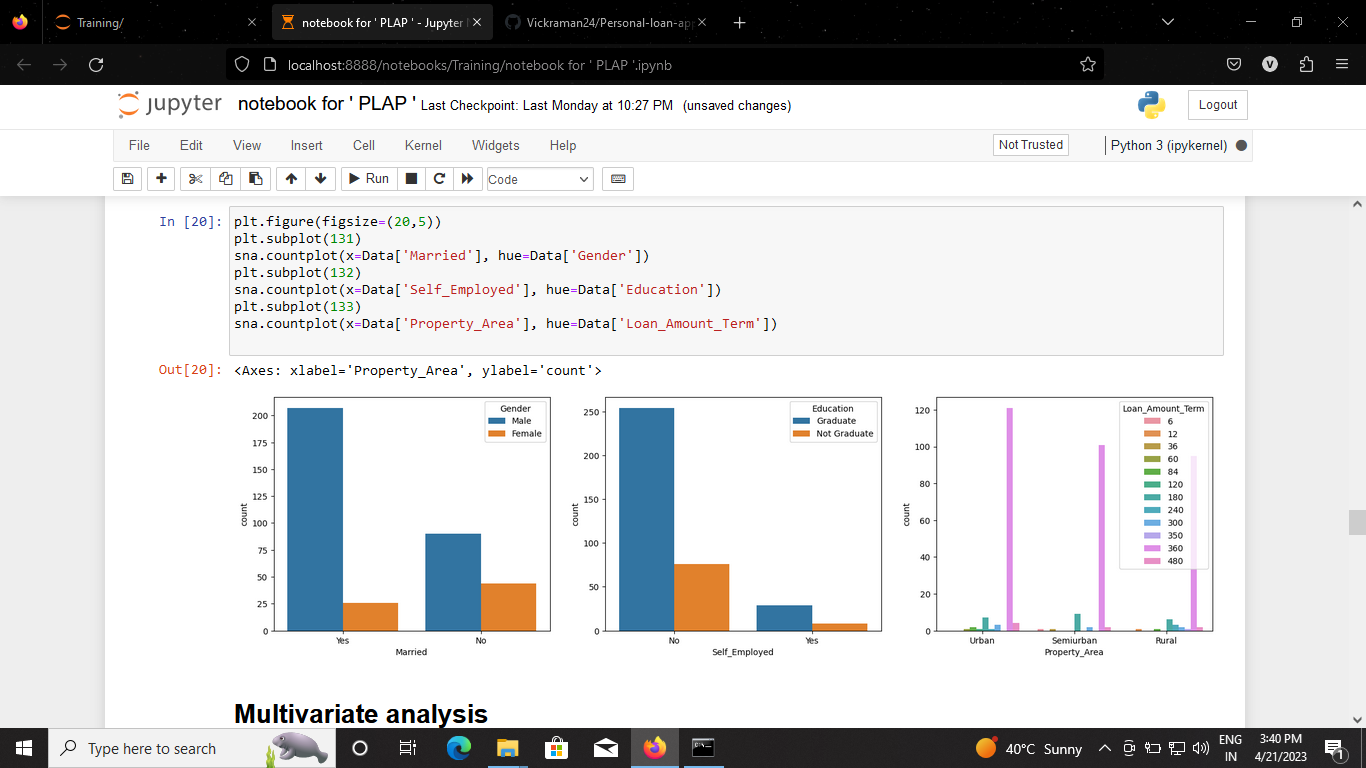 Training/
notebook for ' PLAP ' - Jupyter
Vickraman24/Personal-loan-app
localhost:8888/notebooks/Training/notebook for ' PLAP '.ipynb
V
jupyter notebook for ' PLAP ' Last Checkpoint: Last Monday at 10:27 PM (unsaved changes)
Logout
File Edit View Insert Cell Kernel Widgets Help
Not Trusted
Python 3 (ipykernel)
Run
Code
In [20]:
plt.figure(figsize=(20,5))
plt.subplot(131)
sna.countplot(x=Data['Married'], hue=Data['Gender'])
plt.subplot(132)
sna.countplot(x=Data['Self_Employed'], hue=Data['Education'])
plt.subplot(133)
sna.countplot(x=Data['Property_Area'], hue=Data['Loan_Amount_Term'])
Out[20]: <Axes: xlabel='Property_Area', ylabel='count'>
Gender
Male
Female
200
175
150
125
100
75
50
25
0
count
Yes No
Married
Education
Graduate
Not Graduate
250
200
150
100
50
0
count
No Yes
Self_Employed
Loan_Amount_Term
6
12
36
60
84
120
180
240
300
350
360
480
120
100
80
60
40
20
0
count
Urban Semiurban Rural
Property_Area
Multivariate analysis
Type here to search
40°C Sunny
ENG
IN
3:40 PM
4/21/2023
1